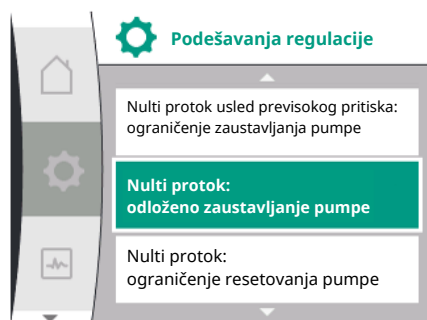 Podešavanja regulacije
Nulti protok usled previsokog pritiska:
ograničenje zaustavljanja pumpe
Nulti protok:
odloženo zaustavljanje pumpe
Nulti protok:
ograničenje resetovanja pumpe